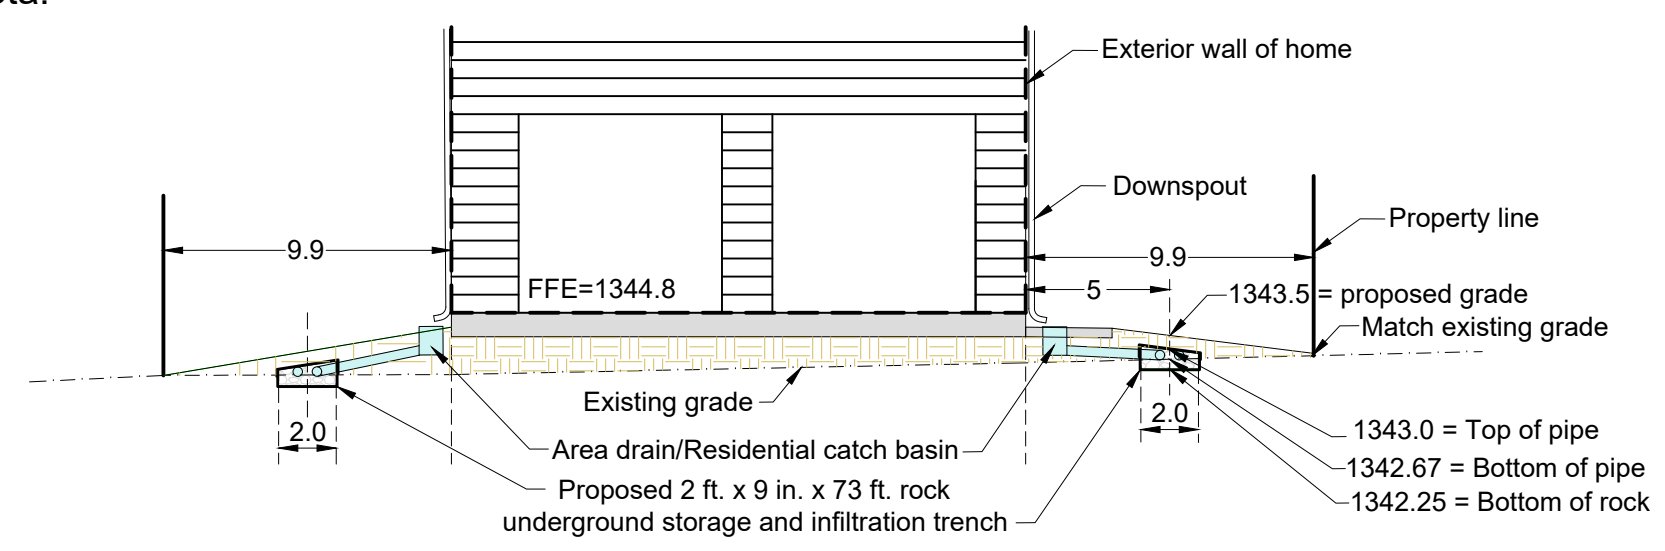 Exterior wall of home
Downspout
Property line
9.9
9.9
5
FFE=1344.8
1343.5 = proposed grade
Match existing grade
Existing grade
2.0
2.0
Area drain/Residential catch basin
1343.0 = Top of pipe
1342.67 = Bottom of pipe
Proposed 2 ft. x 9 in. x 73 ft. rock
1342.25 = Bottom of rock
underground storage and infiltration trench